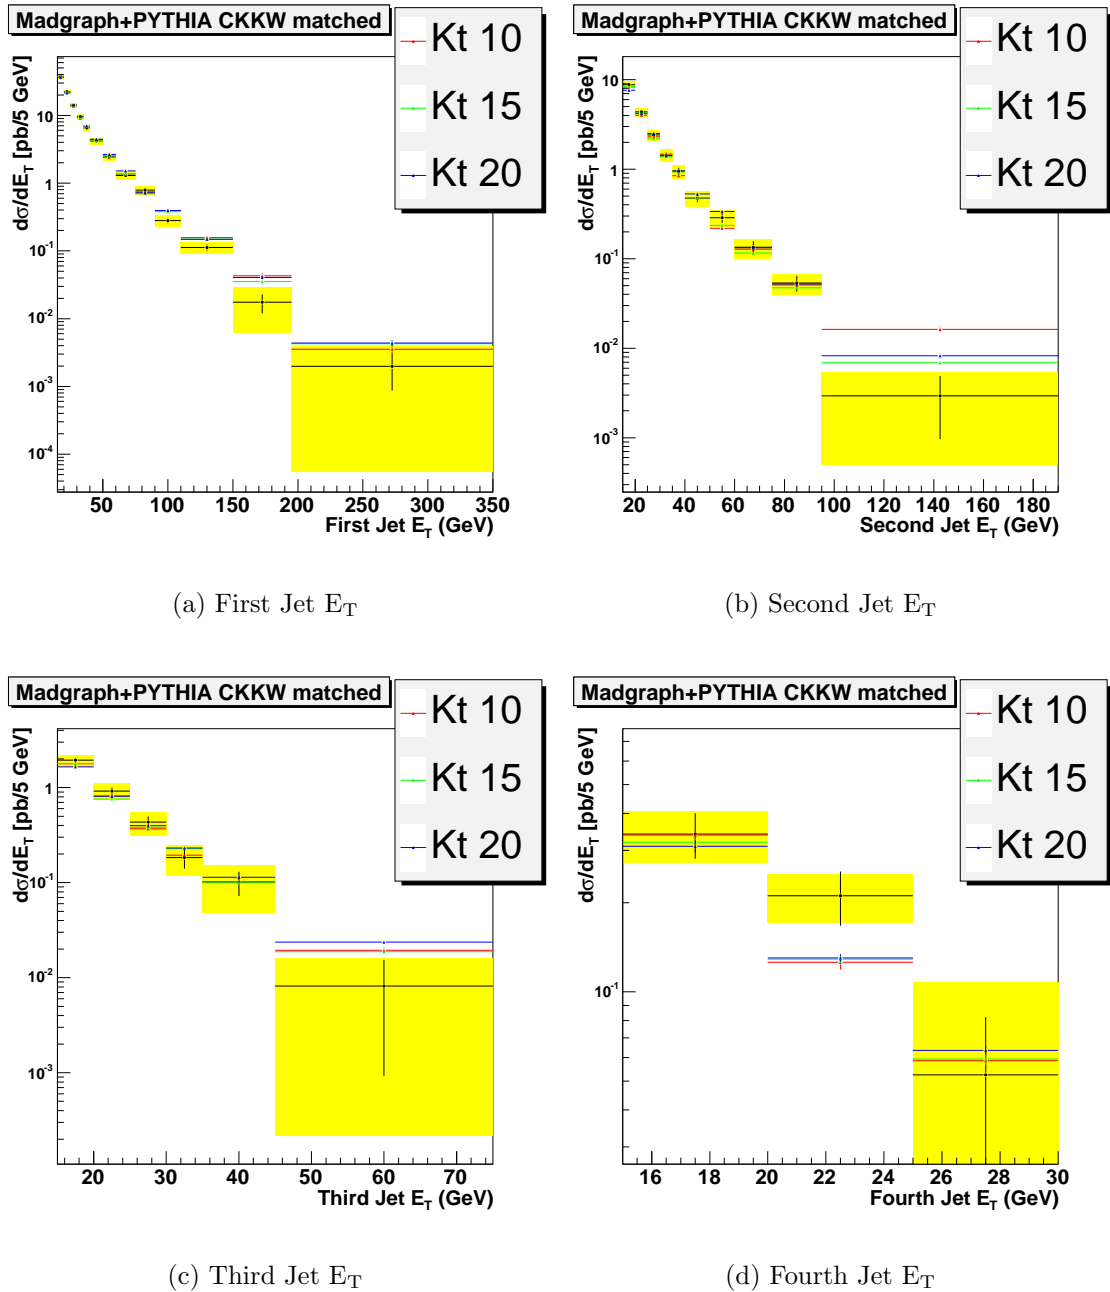 Madgraph+PYTHIA CKKW matched
Kt 10
Kt 15
Kt 20
dσ/dE_T [pb/5 GeV]
10
1
10^-1
10^-2
10^-3
10^-4
50 100 150 200 250 300 350
First Jet E_T (GeV)
(a) First Jet E_T
Madgraph+PYTHIA CKKW matched
Kt 10
Kt 15
Kt 20
dσ/dE_T [pb/5 GeV]
10
1
10^-1
10^-2
10^-3
20 40 60 80 100 120 140 160 180
Second Jet E_T (GeV)
(b) Second Jet E_T
Madgraph+PYTHIA CKKW matched
Kt 10
Kt 15
Kt 20
dσ/dE_T [pb/5 GeV]
1
10^-1
10^-2
10^-3
20 30 40 50 60 70
Third Jet E_T (GeV)
(c) Third Jet E_T
Madgraph+PYTHIA CKKW matched
Kt 10
Kt 15
Kt 20
dσ/dE_T [pb/5 GeV]
10^-1
16 18 20 22 24 26 28 30
Fourth Jet E_T (GeV)
(d) Fourth Jet E_T